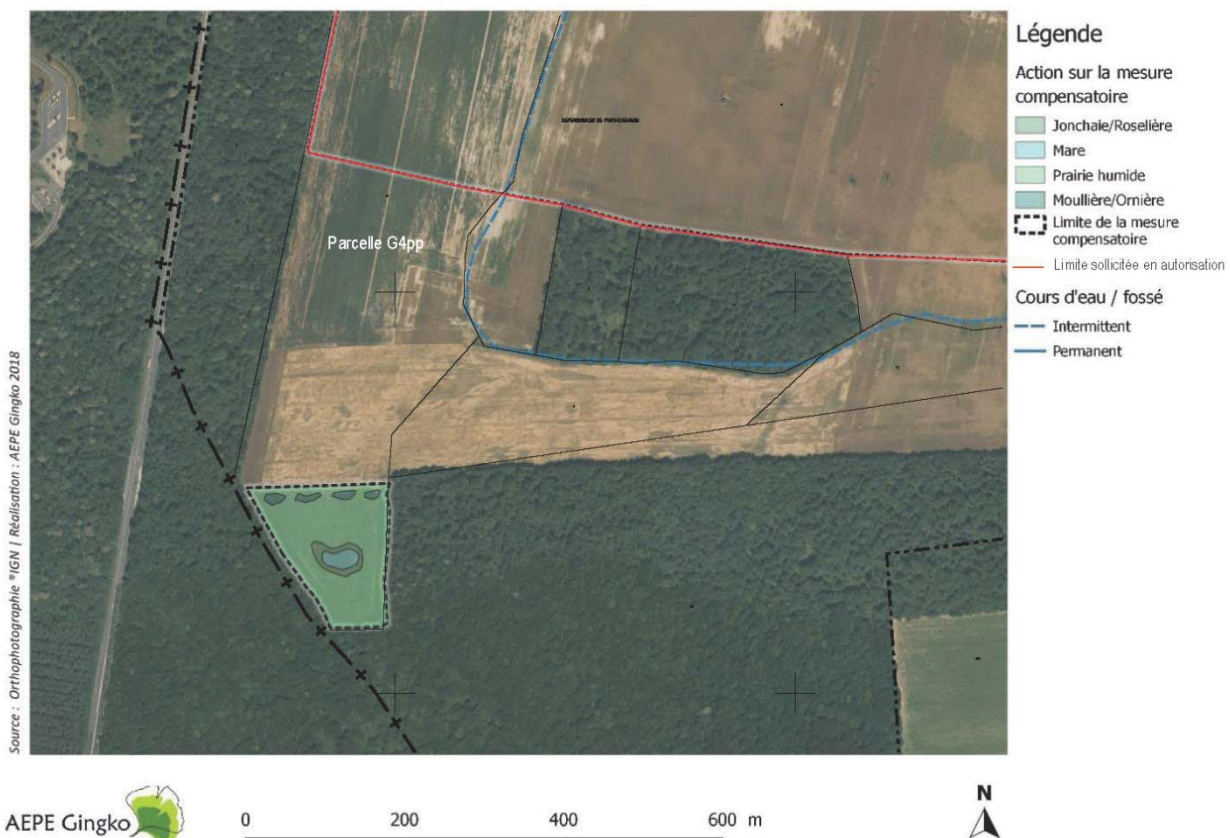 Légende
Action sur la mesure
compensatoire
Jonchaie/Roselière
Mare
Prairie humide
Moullière/Ornière
Limite de la mesure
compensatoire
Limite sollicitée en autorisation
Cours d'eau / fossé
Intermittent
Permanent
Parcelle G4pp
Source : Orthophotographie ®IGN | Réalisation : AEPE Gingko 2018
AEPE Gingko
0 200 400 600 m
N